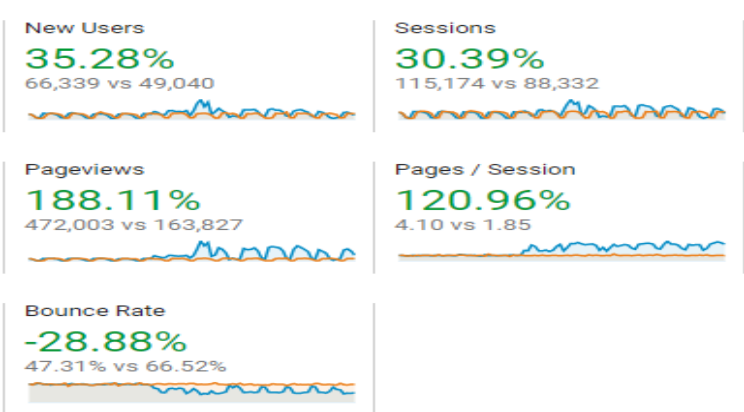 New Users
35.28%
66,339 vs 49,040
Sessions
30.39%
115,174 vs 88,332
Pageviews
188.11%
472,003 vs 163,827
Pages / Session
120.96%
4.10 vs 1.85
Bounce Rate
-28.88%
47.31% vs 66.52%